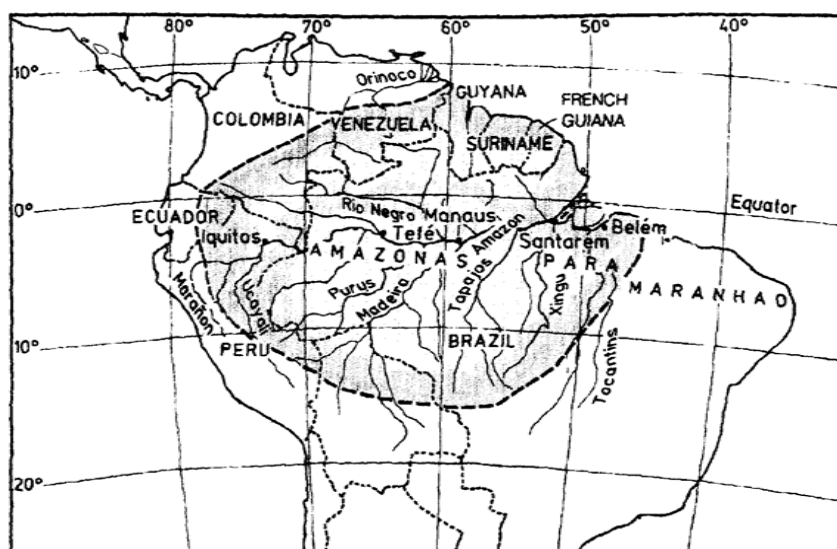 80°
70°
60°
50°
40°
10°
Orinoco
GUYANA
FRENCH
GUIANA
COLOMBIA
VENEZUELA
SURINAME
0°
Equator
ECUADOR
Rio Negro
Manaus
Amazon
Belém
Iquitos
Tefé
Santarem
AMAZONAS
PARA
MARANHAO
Marañon
Ucayali
Purus
Madeira
Tapajos
Xingu
Tocantins
PERU
BRAZIL
10°
20°